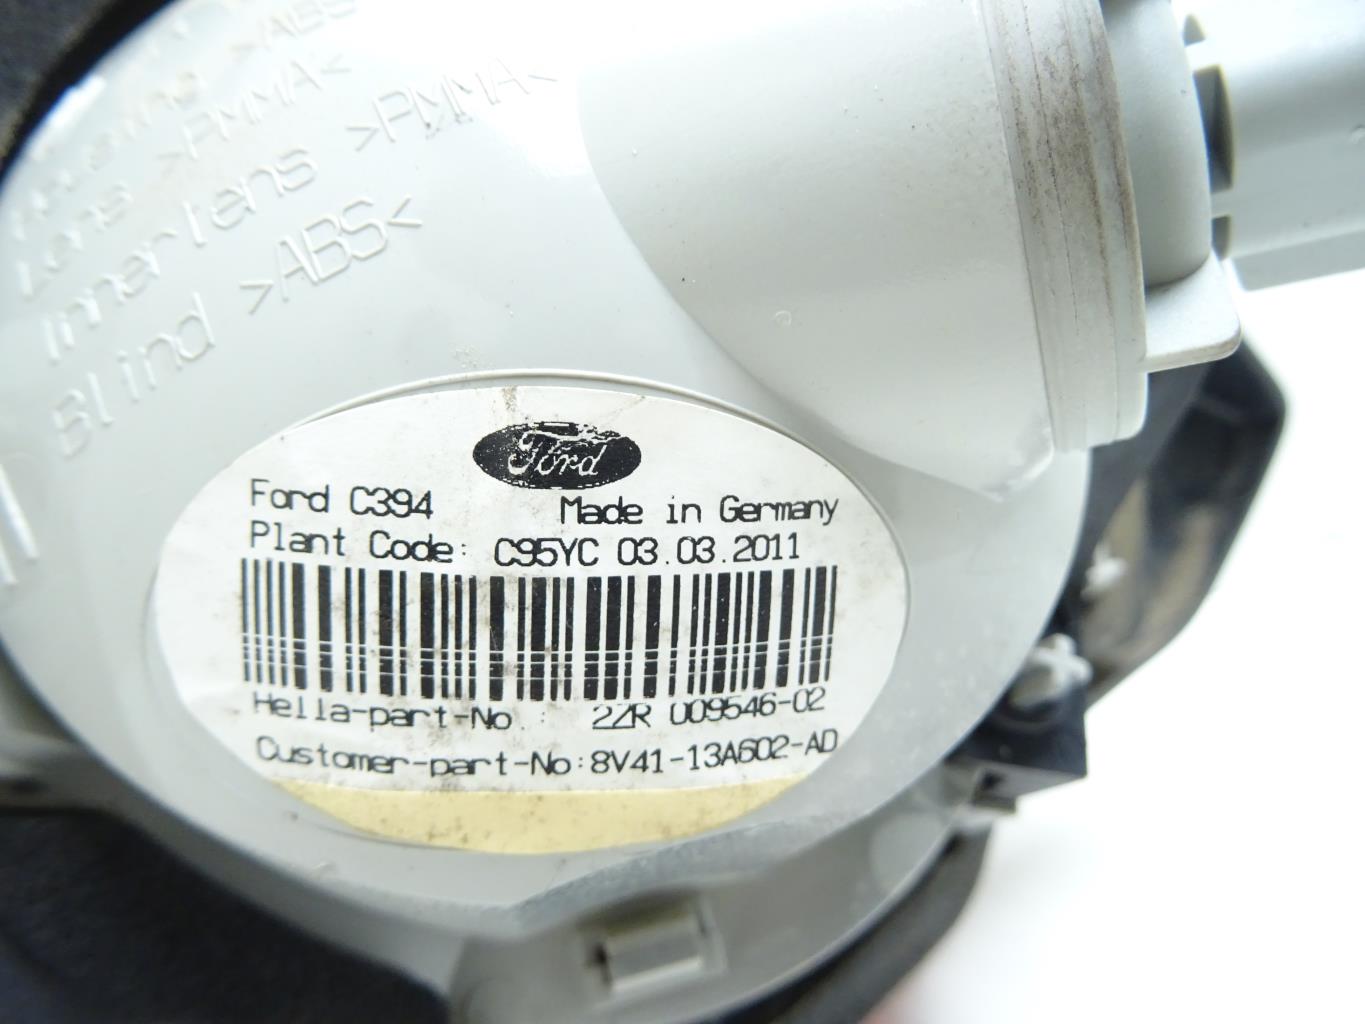 >ABS
Lens >PMMA<
Innerlens >PMMA<
Blind >ABS<
Ford
Ford C394 Made in Germany
Plant Code: C95YC 03.03.2011
Hella-part-No.: 2ZR 009546-02
Customer-part-No:8V41-13A602-AD